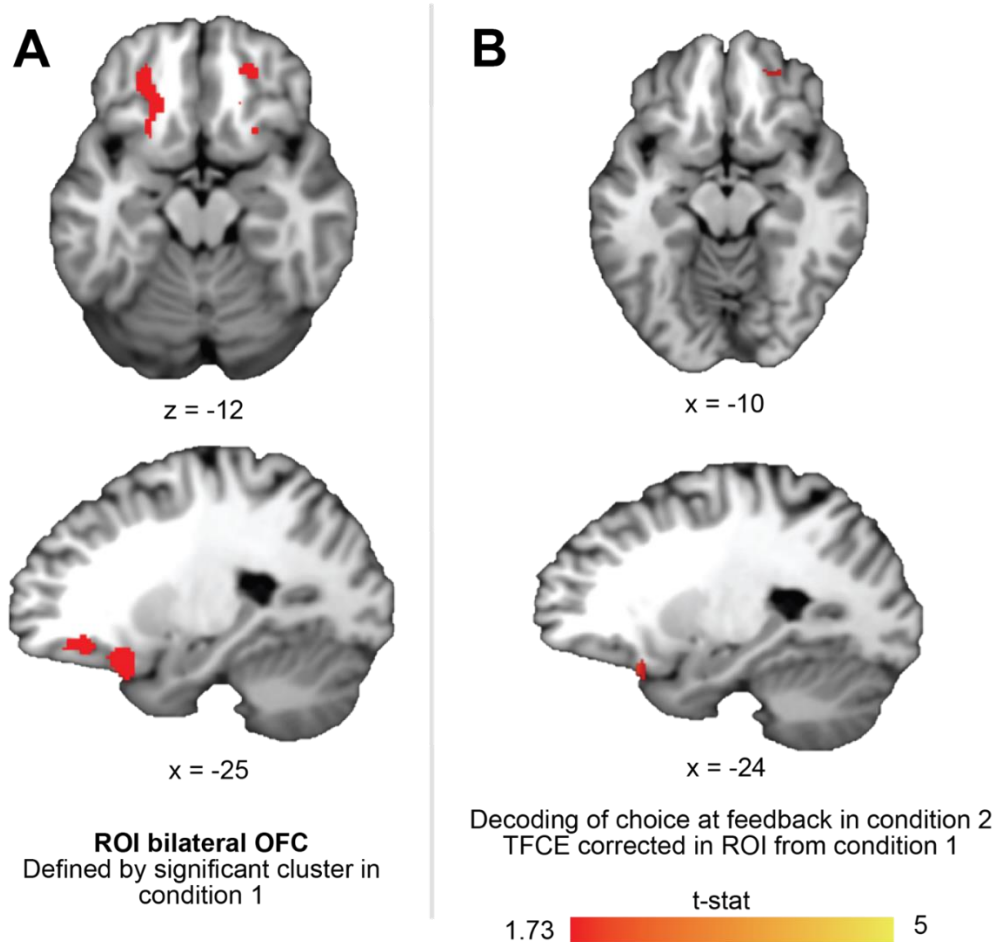 A
z = -12
x = -25
ROI bilateral OFC
Defined by significant cluster in
condition 1
B
x = -10
x = -24
Decoding of choice at feedback in condition 2
TFCE corrected in ROI from condition 1
t-stat
1.73
5